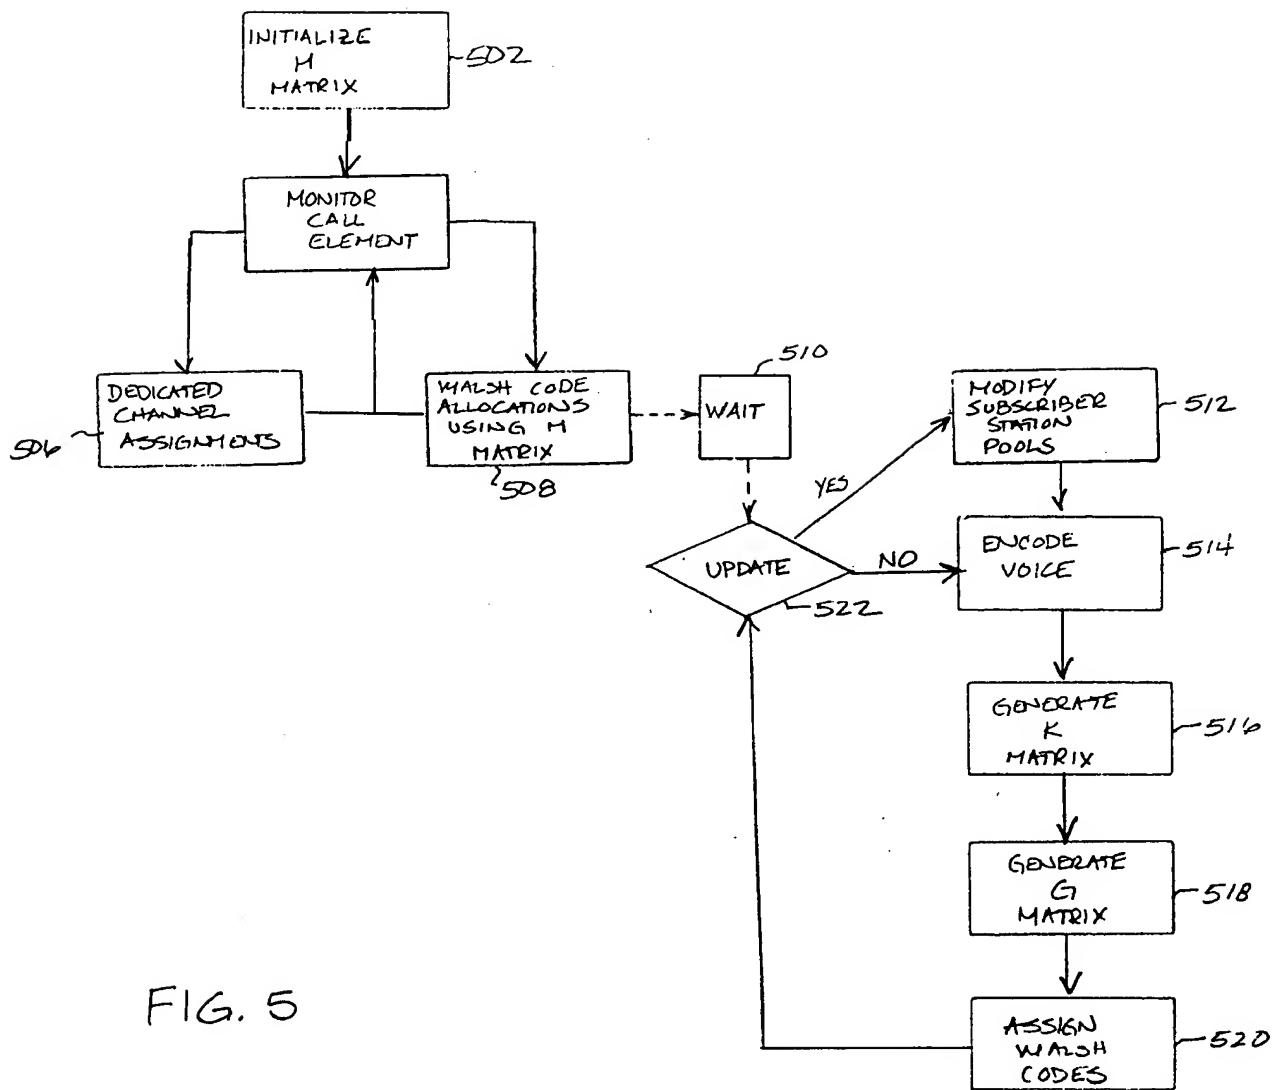 INITIALIZE
M
MATRIX
502
MONITOR
CALL
ELEMENT
DEDICATED
CHANNEL
ASSIGNMENTS
506
WALSH CODE
ALLOCATIONS
USING M
MATRIX
508
510
WAIT
MODIFY
SUBSCRIBER
STATION
POOLS
512
YES
UPDATE
522
NO
ENCODE
VOICE
514
GENERATE
K
MATRIX
516
GENERATE
G
MATRIX
518
ASSIGN
WALSH
CODES
520
FIG. 5